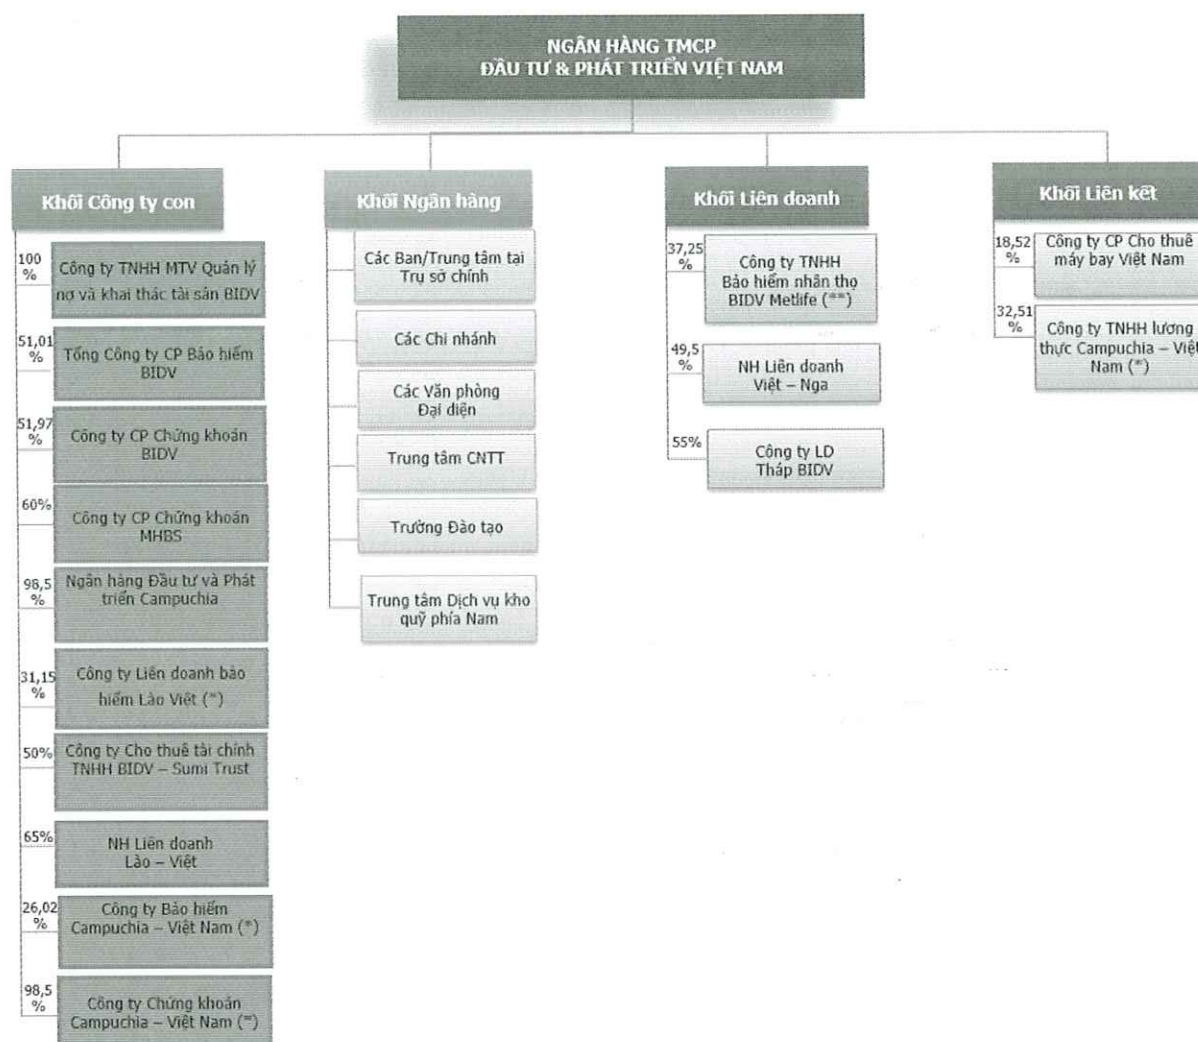 NGÂN HÀNG TMCP
ĐẦU TƯ & PHÁT TRIỂN VIỆT NAM
Khối Công ty con
100
%
Công ty TNHH MTV Quản lý
nợ và khai thác tài sản BIDV
51,01
%
Tổng Công ty CP Bảo hiểm
BIDV
51,97
%
Công ty CP Chứng khoán
BIDV
60%
Công ty CP Chứng khoán
MHBS
98,5
%
Ngân hàng Đầu tư và Phát
triển Campuchia
31,15
%
Công ty Liên doanh bảo
hiểm Lào Việt (*)
50%
Công ty Cho thuê tài chính
TNHH BIDV – Sumi Trust
65%
NH Liên doanh
Lào – Việt
26,02
%
Công ty Bảo hiểm
Campuchia – Việt Nam (*)
98,5
%
Công ty Chứng khoán
Campuchia – Việt Nam (*)
Khối Ngân hàng
Các Ban/Trung tâm tại
Trụ sở chính
Các Chi nhánh
Các Văn phòng
Đại diện
Trung tâm CNTT
Trường Đào tạo
Trung tâm Dịch vụ kho
quỹ phía Nam
Khối Liên doanh
37,25
%
Công ty TNHH
Bảo hiểm nhân thọ
BIDV Metlife (**)
49,5
%
NH Liên doanh
Việt – Nga
55%
Công ty LD
Tháp BIDV
Khối Liên kết
18,52
%
Công ty CP Cho thuê
máy bay Việt Nam
32,51
%
Công ty TNHH lương
thực Campuchia – Việt
Nam (*)